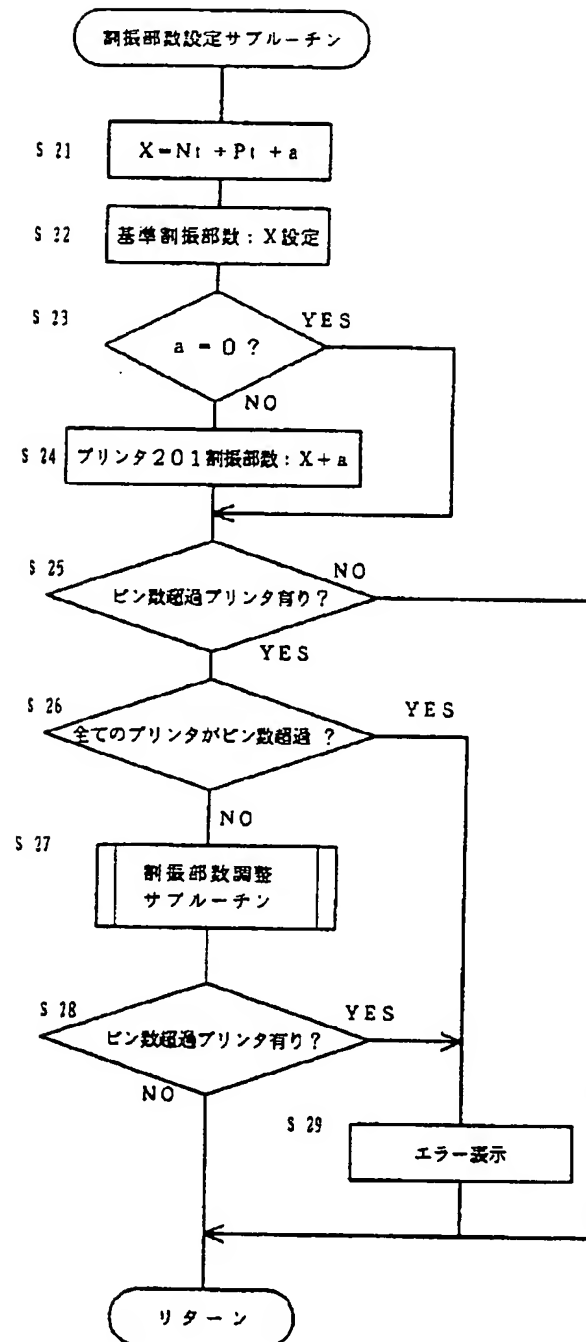 割振部数設定サブルーチン
S 21
X=Nt+Pt+a
S 22
基準割振部数:X設定
S 23
YES
a = 0 ?
NO
S 24
プリンタ201割振部数:X+a
S 25
NO
ビン数超過プリンタ有り?
YES
S 26
YES
全てのプリンタがビン数超過 ?
NO
S 27
割振部数調整
サブルーチン
S 28
YES
ビン数超過プリンタ有り?
NO
S 29
エラー表示
リターン